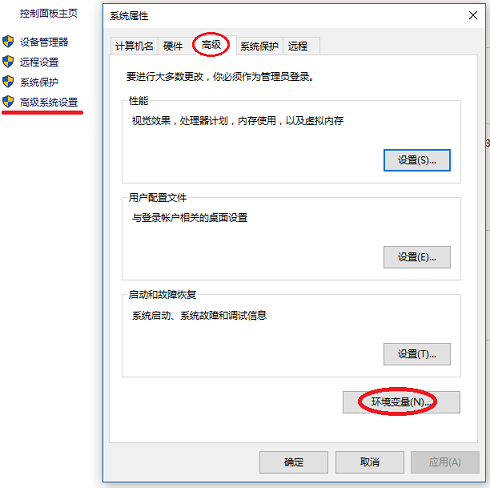 控制面板主页
设备管理器
远程设置
系统保护
高级系统设置
系统属性
计算机名 硬件 高级 系统保护 远程
要进行大多数更改，你必须作为管理员登录。
性能
视觉效果，处理器计划，内存使用，以及虚拟内存
设置(S)...
用户配置文件
与登录帐户相关的桌面设置
设置(E)...
启动和故障恢复
系统启动、系统故障和调试信息
设置(T)...
环境变量(N)...
确定 取消 应用(A)
3